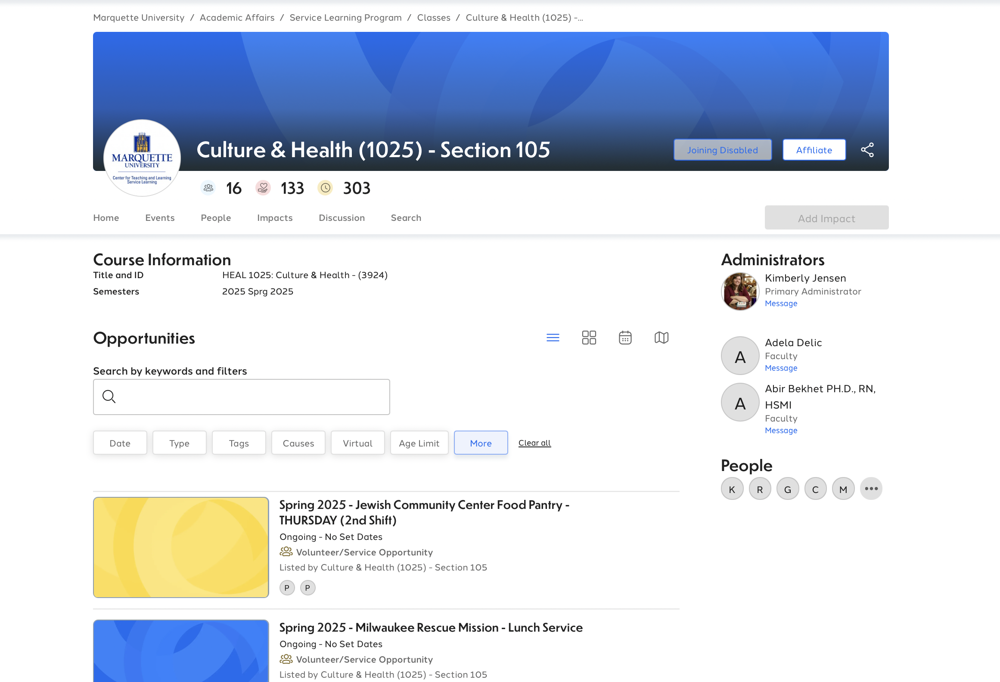 Marquette University / Academic Affairs / Service Learning Program / Classes / Culture & Health (1025) -...
MARQUETTE
UNIVERSITY
Center for Teaching and Learning
Service Learning
Culture & Health (1025) - Section 105
Joining Disabled
Affiliate
16
133
303
Home
Events
People
Impacts
Discussion
Search
Add Impact
Course Information
Title and ID HEAL 1025: Culture & Health - (3924)
Semesters 2025 Sprg 2025
Opportunities
Search by keywords and filters
Date
Type
Tags
Causes
Virtual
Age Limit
More
Clear all
Spring 2025 - Jewish Community Center Food Pantry -
THURSDAY (2nd Shift)
Ongoing - No Set Dates
Volunteer/Service Opportunity
Listed by Culture & Health (1025) - Section 105
P P
Spring 2025 - Milwaukee Rescue Mission - Lunch Service
Ongoing - No Set Dates
Volunteer/Service Opportunity
Listed by Culture & Health (1025) - Section 105
Administrators
Kimberly Jensen
Primary Administrator
Message
A
Adela Delic
Faculty
Message
A
Abir Bekhet PH.D., RN,
HSMI
Faculty
Message
People
K R G C M